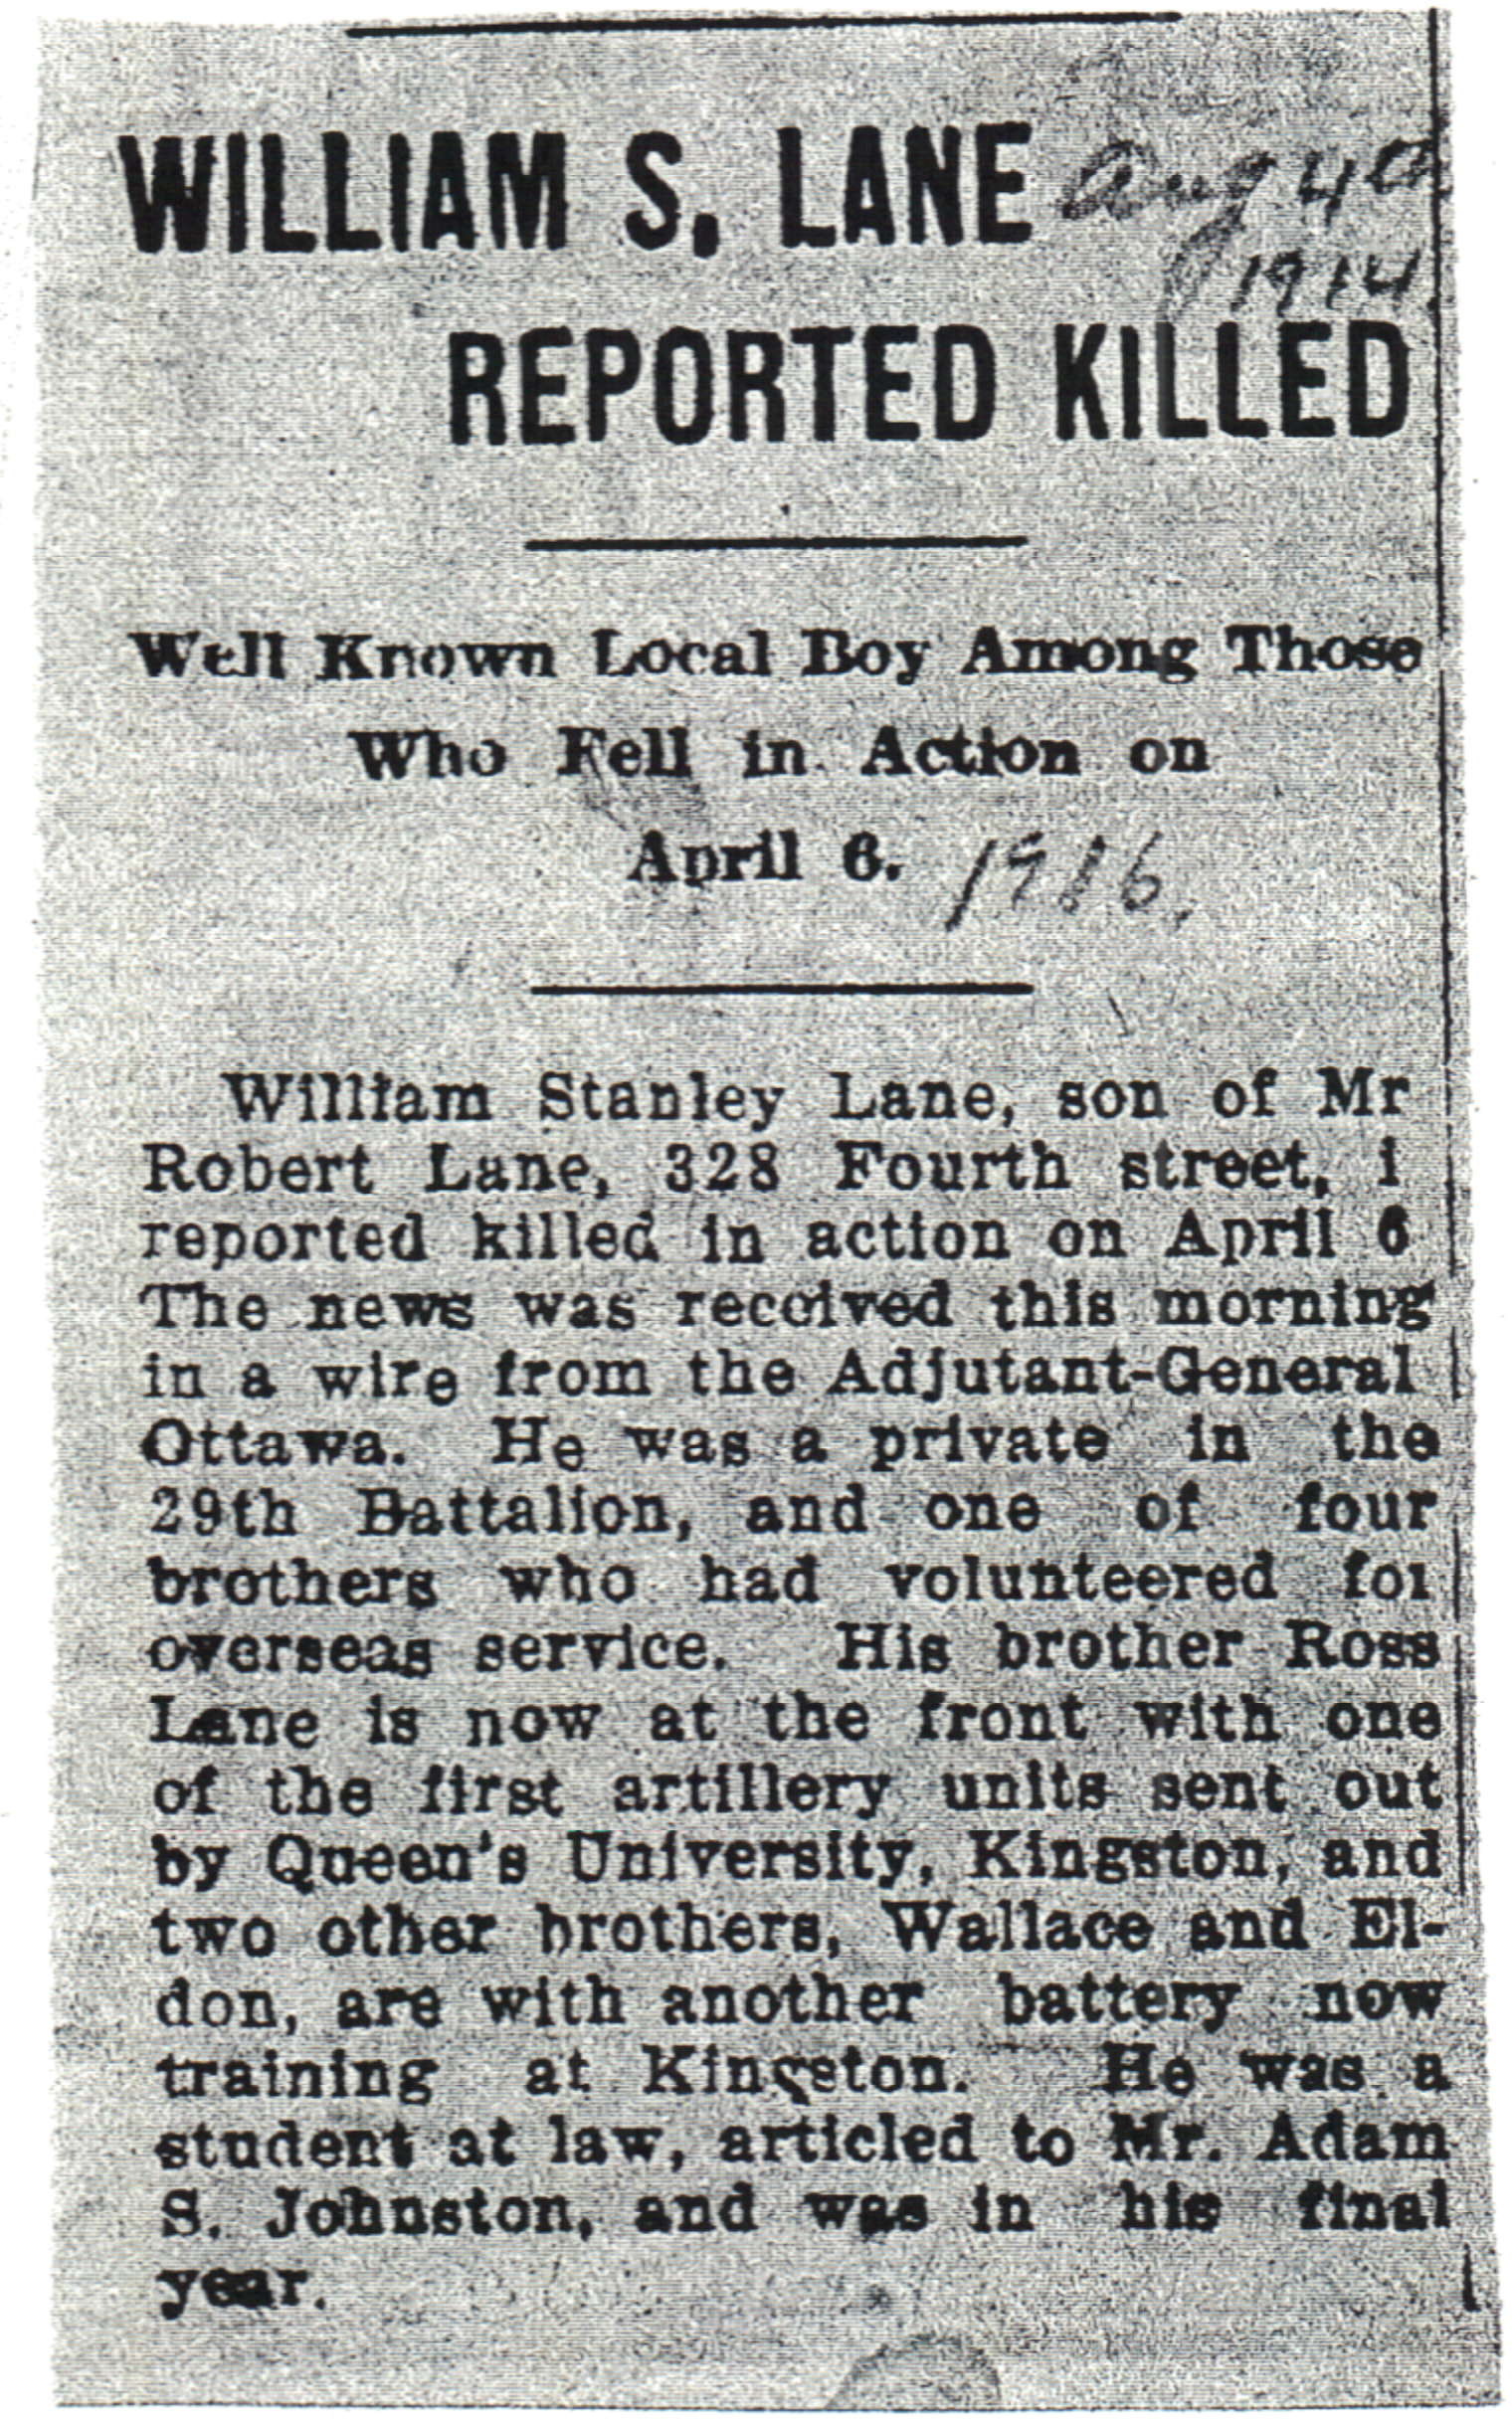 WILLIAM S. LANE
Aug 4th
1914.
REPORTED KILLED
Well Known Local Boy Among Those
Who Fell in Action on
April 6. 1916.
William Stanley Lane, son of Mr
Robert Lane, 328 Fourth street, i
reported killed in action on April 6
The news was received this morning
in a wire from the Adjutant-General
Ottawa. He was a private in the
29th Battalion, and one of four
brothers who had volunteered for
overseas service. His brother Ross
Lane is now at the front with one
of the first artillery units sent out
by Queen's University, Kingston, and
two other brothers, Wallace and El-
don, are with another battery now
training at Kingston. He was a
student at law, articled to Mr. Adam
S. Johnston, and was in his final
year.